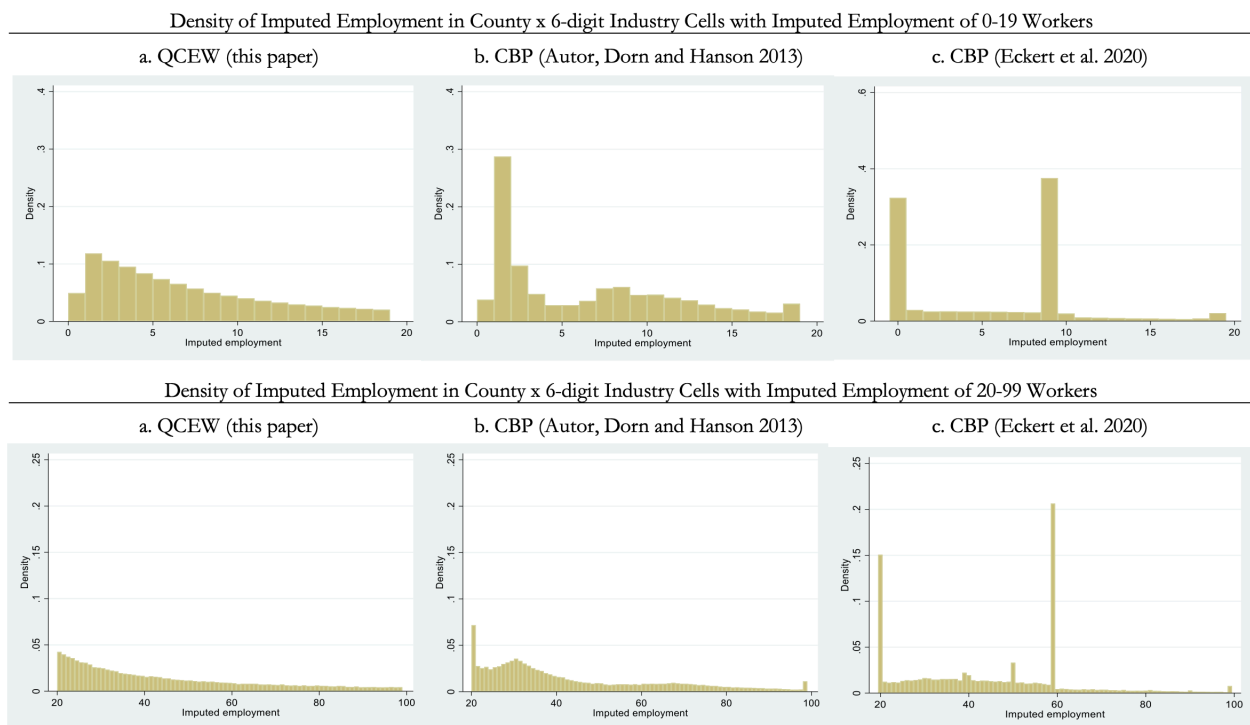 Density of Imputed Employment in County x 6-digit Industry Cells with Imputed Employment of 0-19 Workers
a. QCEW (this paper)
b. CBP (Autor, Dorn and Hanson 2013)
c. CBP (Eckert et al. 2020)
.4
.3
.2
.1
0
Density
0 5 10 15 20
Imputed employment
.4
.3
.2
.1
0
Density
0 5 10 15 20
Imputed employment
.6
.4
.2
0
Density
0 5 10 15 20
Imputed employment
Density of Imputed Employment in County x 6-digit Industry Cells with Imputed Employment of 20-99 Workers
a. QCEW (this paper)
b. CBP (Autor, Dorn and Hanson 2013)
c. CBP (Eckert et al. 2020)
.25
.2
.15
.1
.05
0
Density
20 40 60 80 100
Imputed employment
.25
.2
.15
.1
.05
0
Density
20 40 60 80 100
Imputed employment
.25
.2
.15
.1
.05
0
Density
20 40 60 80 100
Imputed employment